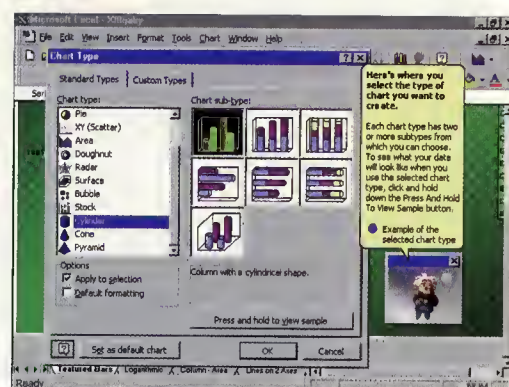 Microsoft Excel - XIthjaby
File Edit View Insert Format Tools Chart Window Help
Chart Type
Standard Types
Custom Types
Chart type:
Pie
XY (Scatter)
Area
Doughnut
Radar
Surface
Bubble
Stock
Cylinder
Cone
Pyramid
Chart sub-type:
Column with a cylindrical shape.
Options
Apply to selection
Default formatting
Press and hold to view sample
Set as default chart
OK
Cancel
Here's where you
select the type of
chart you want to
create.
Each chart type has two
or more subtypes from
which you can choose.
To see what your data
will look like when you
use the selected chart
type, click and hold
down the Press And Hold
To View Sample button.
Example of the
selected chart type
Featured Bars
Logarithmic
Column - Area
Lines on 2 Axes
Ready